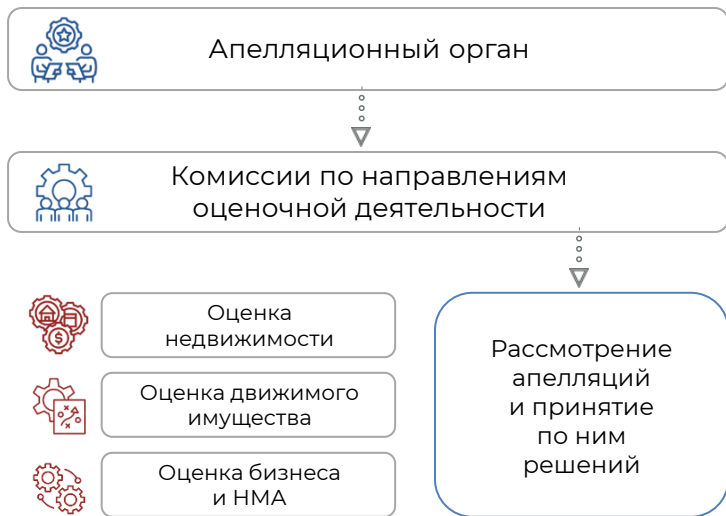 Апелляционный орган
Комиссии по направлениям
оценочной деятельности
Оценка
недвижимости
Оценка движимого
имущества
Оценка бизнеса
и НМА
Рассмотрение
апелляций
и принятие
по ним
решений